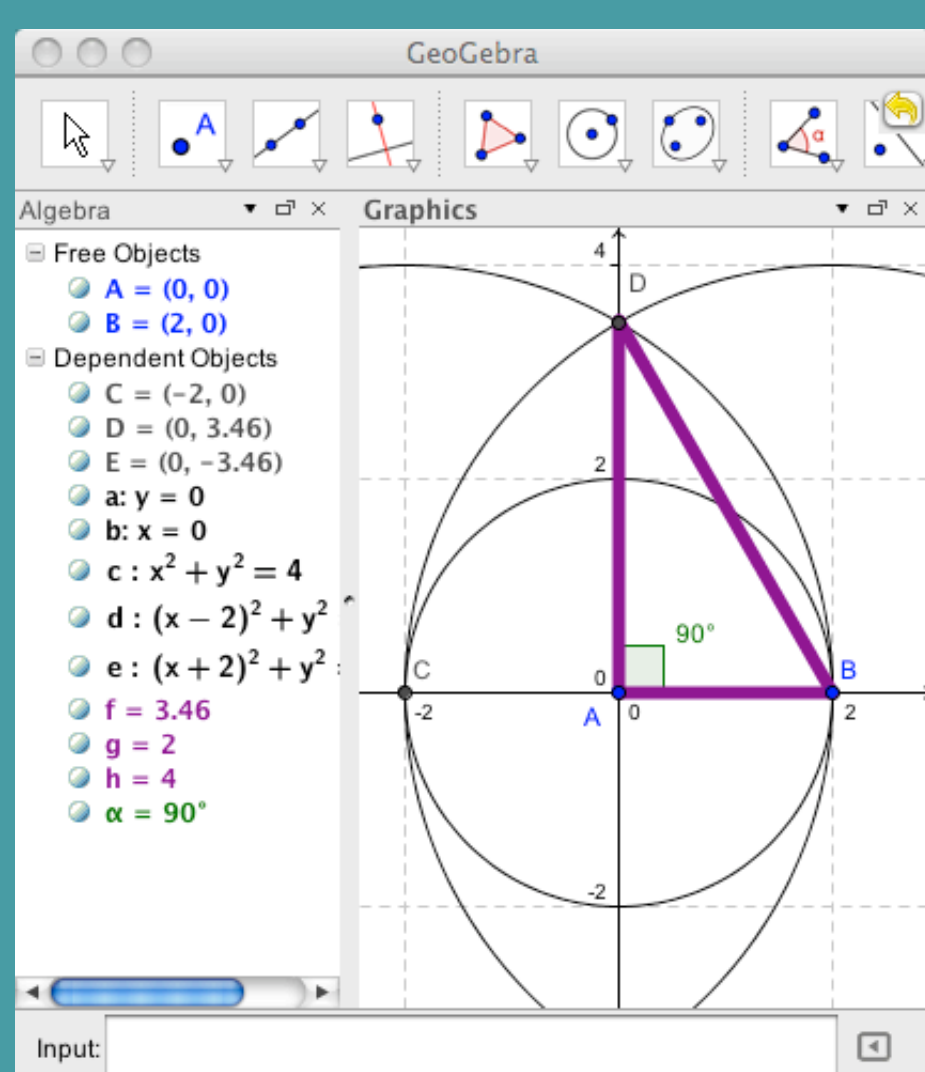 GeoGebra
A
α
Algebra
Graphics
Free Objects
A = (0, 0)
B = (2, 0)
Dependent Objects
C = (−2, 0)
D = (0, 3.46)
E = (0, −3.46)
a: y = 0
b: x = 0
c : x² + y² = 4
d : (x − 2)² + y²
e : (x + 2)² + y²
f = 3.46
g = 2
h = 4
α = 90°
4
D
2
90°
C
0
B
-2
A
0
2
-2
Input: